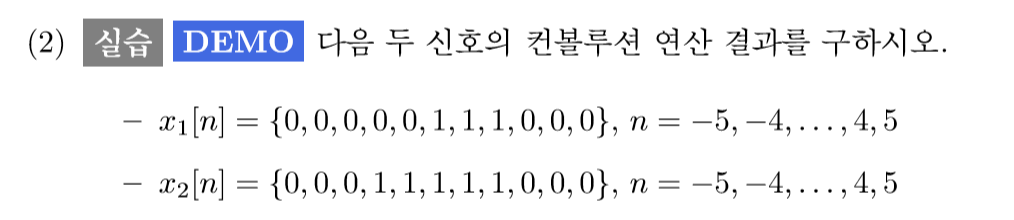 (2) 실습 DEMO 다음 두 신호의 컨볼루션 연산 결과를 구하시오.
− x₁[n] = {0, 0, 0, 0, 0, 1, 1, 1, 0, 0, 0}, n = −5, −4, . . . , 4, 5
− x₂[n] = {0, 0, 0, 1, 1, 1, 1, 1, 0, 0, 0}, n = −5, −4, . . . , 4, 5